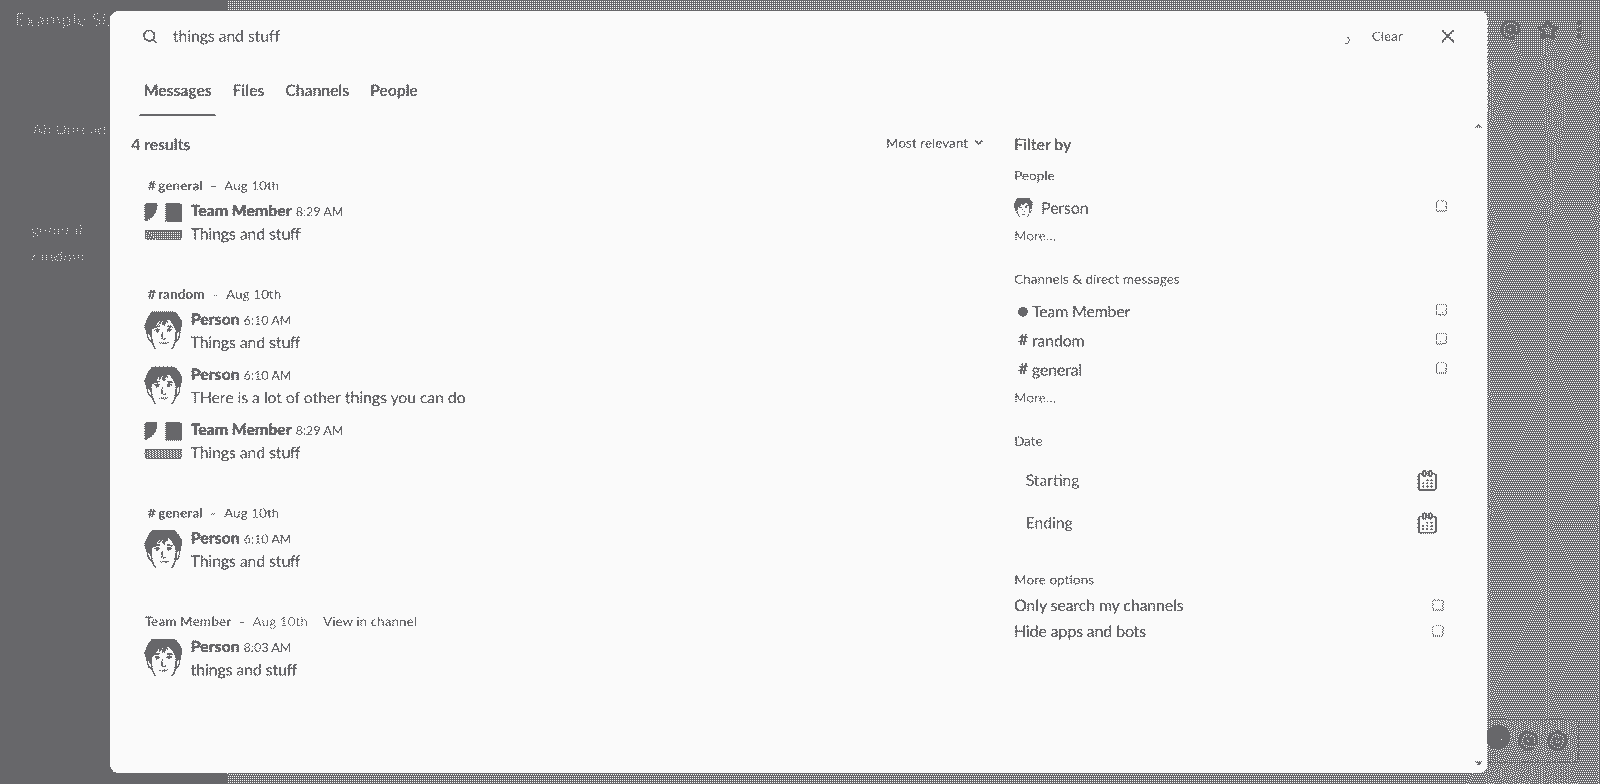 Example St
things and stuff
Clear
Messages Files Channels People
All Unread
general
random
4 results
Most relevant
# general - Aug 10th
Team Member 8:29 AM
Things and stuff
# random - Aug 10th
Person 6:10 AM
Things and stuff
Person 6:10 AM
THere is a lot of other things you can do
Team Member 8:29 AM
Things and stuff
# general - Aug 10th
Person 6:10 AM
Things and stuff
Team Member - Aug 10th View in channel
Person 8:03 AM
things and stuff
Filter by
People
Person
More...
Channels & direct messages
Team Member
# random
# general
More...
Date
Starting
Ending
More options
Only search my channels
Hide apps and bots